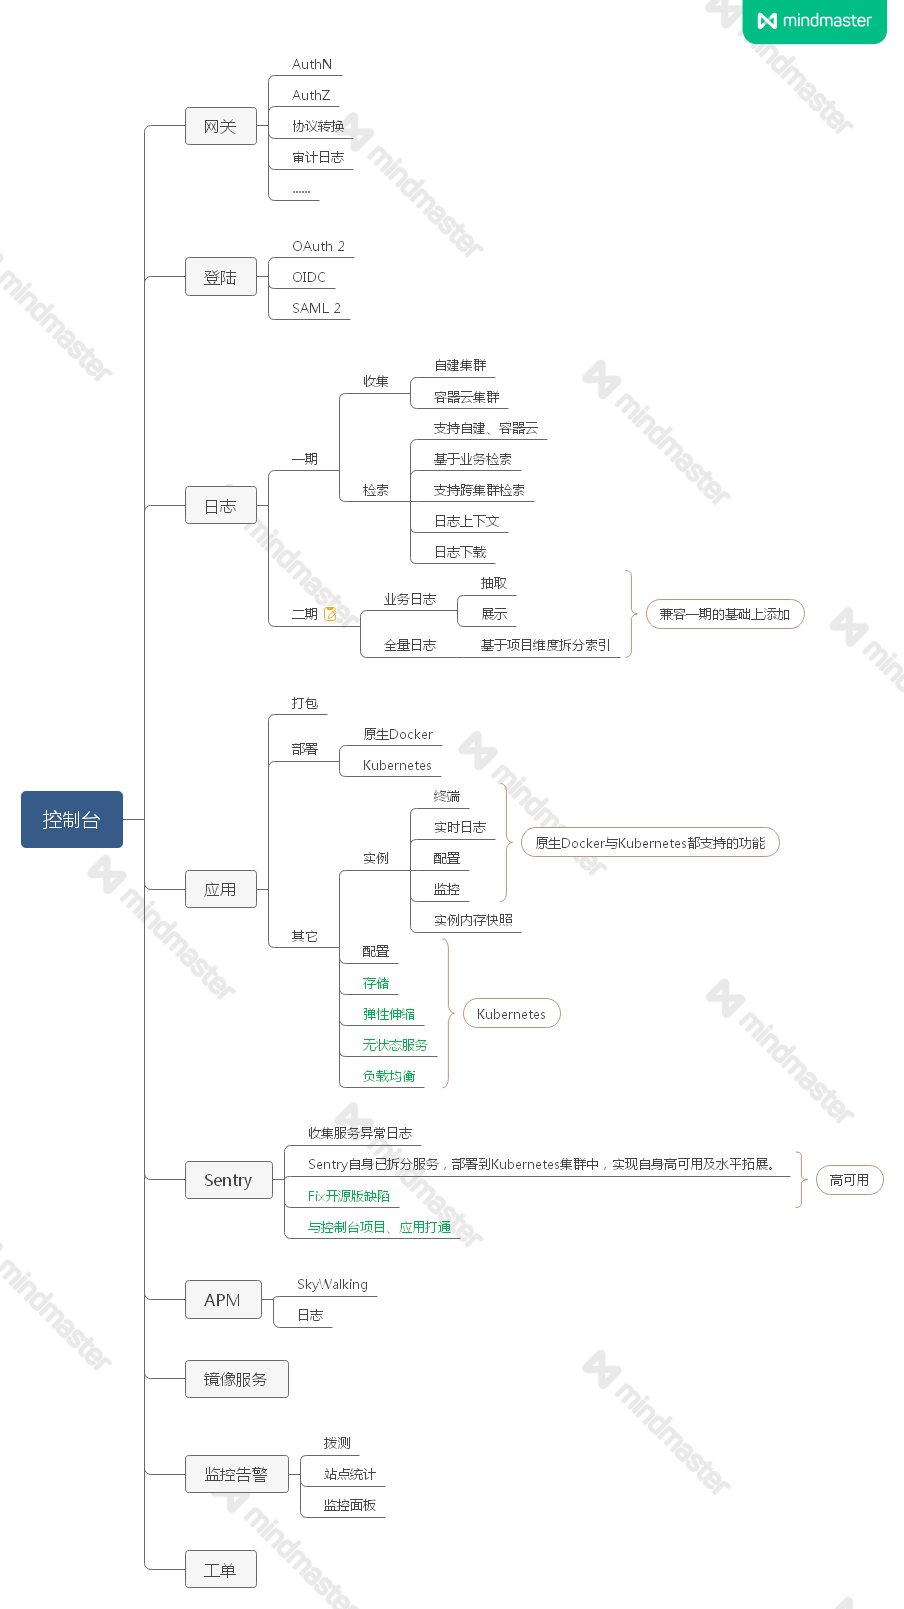 mindmaster
AuthN
AuthZ
网关
协议转换
审计日志
......
OAuth 2
登陆
OIDC
SAML 2
自建集群
收集
容器云集群
支持自建、容器云
一期
基于业务检索
检索
支持跨集群检索
日志
日志上下文
日志下载
抽取
业务日志
二期
展示
兼容一期的基础上添加
全量日志
基于项目维度拆分索引
打包
原生Docker
部署
Kubernetes
终端
控制台
实时日志
原生Docker与Kubernetes都支持的功能
实例
配置
应用
监控
实例内存快照
其它
配置
存储
弹性伸缩
Kubernetes
无状态服务
负载均衡
收集服务异常日志
Sentry自身已拆分服务，部署到Kubernetes集群中，实现自身高可用及水平拓展。
Sentry
高可用
Fix开源版缺陷
与控制台项目、应用打通
SkyWalking
APM
日志
镜像服务
拨测
监控告警
站点统计
监控面板
工单
mindmaster
mindmaster
mindmaster
mindmaster
mindmaster
mindmaster
mindmaster
mindmaster
mindmaster
mindmaster
mindmaster
mindmaster
mindmaster